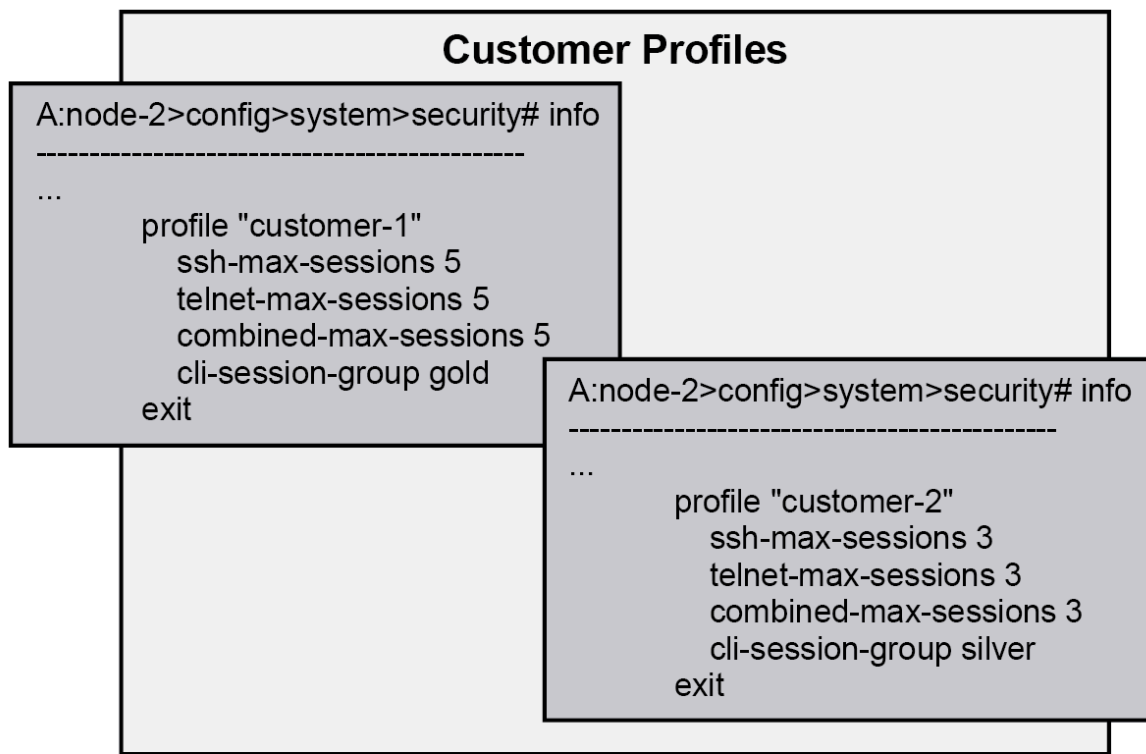 Customer Profiles
A:node-2>config>system>security# info
----------------------------------------------
...
profile "customer-1"
ssh-max-sessions 5
telnet-max-sessions 5
combined-max-sessions 5
cli-session-group gold
exit
A:node-2>config>system>security# info
----------------------------------------------
...
profile "customer-2"
ssh-max-sessions 3
telnet-max-sessions 3
combined-max-sessions 3
cli-session-group silver
exit